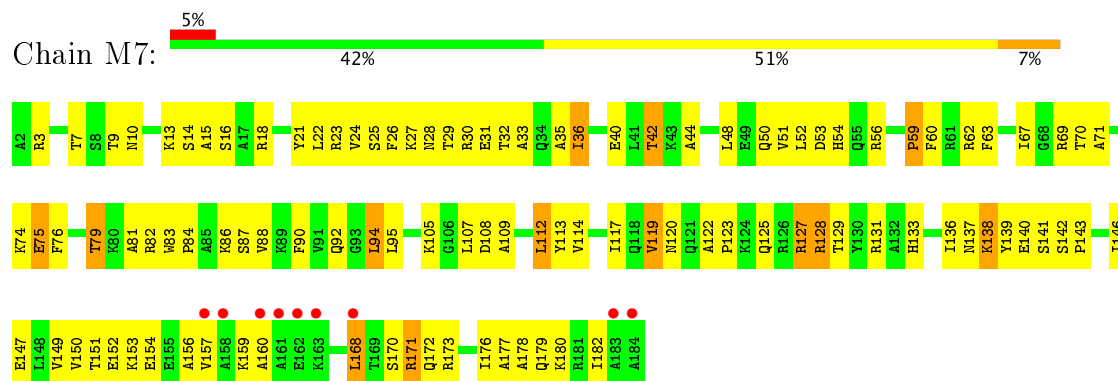 5%
Chain M7:
42% 51% 7%
A2 R3 T7 S8 T9 N10 K13 S14 A15 S16 A17 R18 Y21 L22 R23 V24 S25 F26 K27 N28 T29 R30 E31 T32 A33 Q34 A35 I36 E40 L41 T42 K43 A44 L48 E49 Q50 V51 L52 D53 H54 Q55 R56 P59 F60 R61 R62 F63 I67 G68 R69 T70 A71
K74 E75 F76 T79 K80 A81 R82 W83 P84 A85 K86 S87 V88 K89 F90 V91 Q92 G93 L94 L95 K105 G106 L107 D108 A109 L112 Y113 V114 I117 Q118 V119 N120 Q121 A122 P123 K124 Q125 R126 R127 R128 T129 Y130 R131 A132 H133 I136 N137 K138 Y139 E140 S141 S142 P143 I146
E147 L148 V149 V150 T151 E152 K153 E154 E155 A156 V157 A158 K159 A160 A161 E162 K163 L168 T169 S170 R171 Q172 R173 I176 A177 A178 Q179 K180 R181 I182 A183 A184